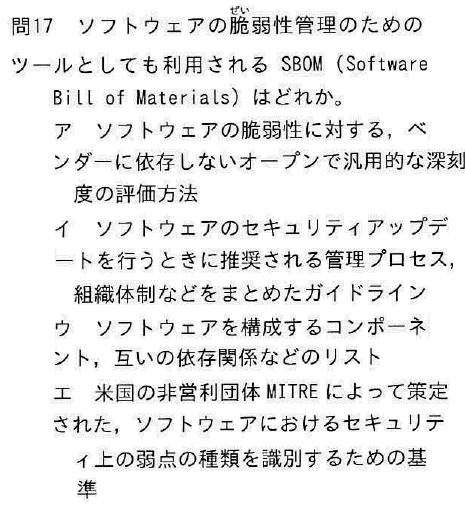 問17 ソフトウェアの脆弱性管理のための
ぜい
ツールとしても利用される SBOM (Software
Bill of Materials) はどれか。
ア ソフトウェアの脆弱性に対する，ベ
ンダーに依存しないオープンで汎用的な深刻
度の評価方法
イ ソフトウェアのセキュリティアップデ
ートを行うときに推奨される管理プロセス，
組織体制などをまとめたガイドライン
ウ ソフトウェアを構成するコンポーネ
ント，互いの依存関係などのリスト
エ 米国の非営利団体 MITRE によって策定
された，ソフトウェアにおけるセキュリテ
ィ上の弱点の種類を識別するための基
準